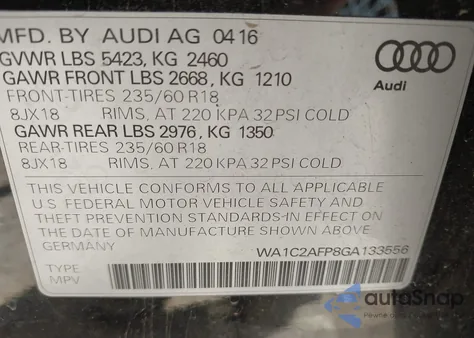 MFD. BY AUDI AG 04 16
GVWR LBS 5423, KG 2460
GAWR FRONT LBS 2668, KG 1210
FRONT-TIRES 235/60 R18
8JX18 RIMS, AT 220 KPA 32 PSI COLD
GAWR REAR LBS 2976, KG 1350
REAR-TIRES 235/60 R18
8JX18 RIMS, AT 220 KPA 32 PSI COLD
Audi
THIS VEHICLE CONFORMS TO ALL APPLICABLE
U.S. FEDERAL MOTOR VEHICLE SAFETY AND
THEFT PREVENTION STANDARDS IN EFFECT ON
THE DATE OF MANUFACTURE SHOWN ABOVE
GERMANY WA1C2AFP8GA133556
TYPE
MPV
autoSnap